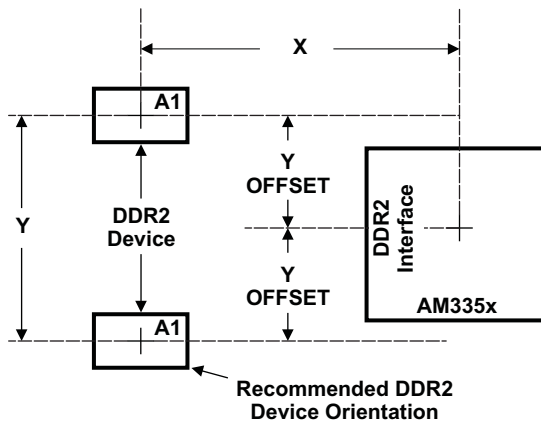 X
A1
Y
OFFSET
DDR2
Interface
DDR2
Device
Y
Y
OFFSET
A1
AM335x
Recommended DDR2
Device Orientation